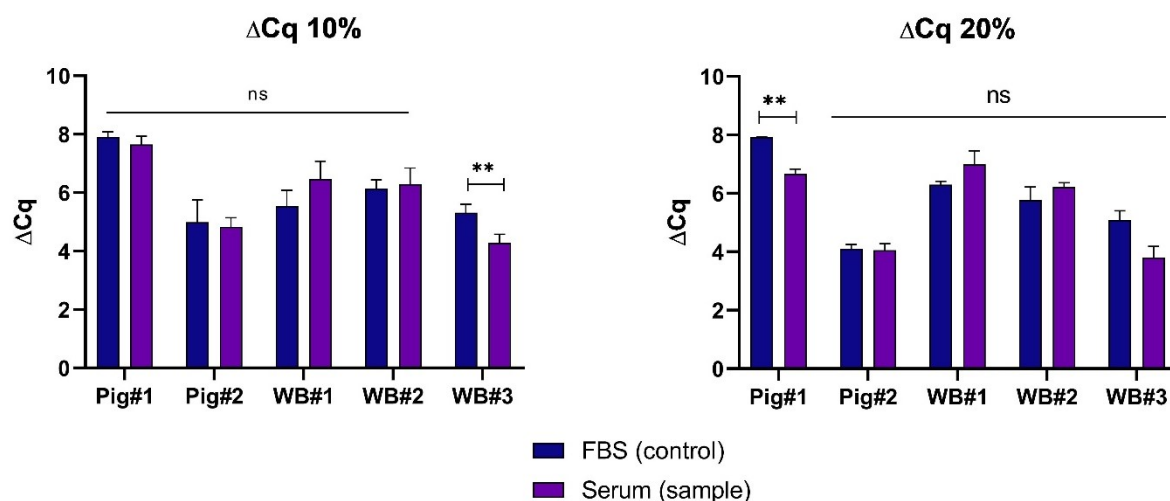 ΔCq 10%
ΔCq
10
8
6
4
2
0
ns
**
Pig#1 Pig#2 WB#1 WB#2 WB#3
ΔCq 20%
ΔCq
10
8
6
4
2
0
**
ns
Pig#1 Pig#2 WB#1 WB#2 WB#3
FBS (control)
Serum (sample)